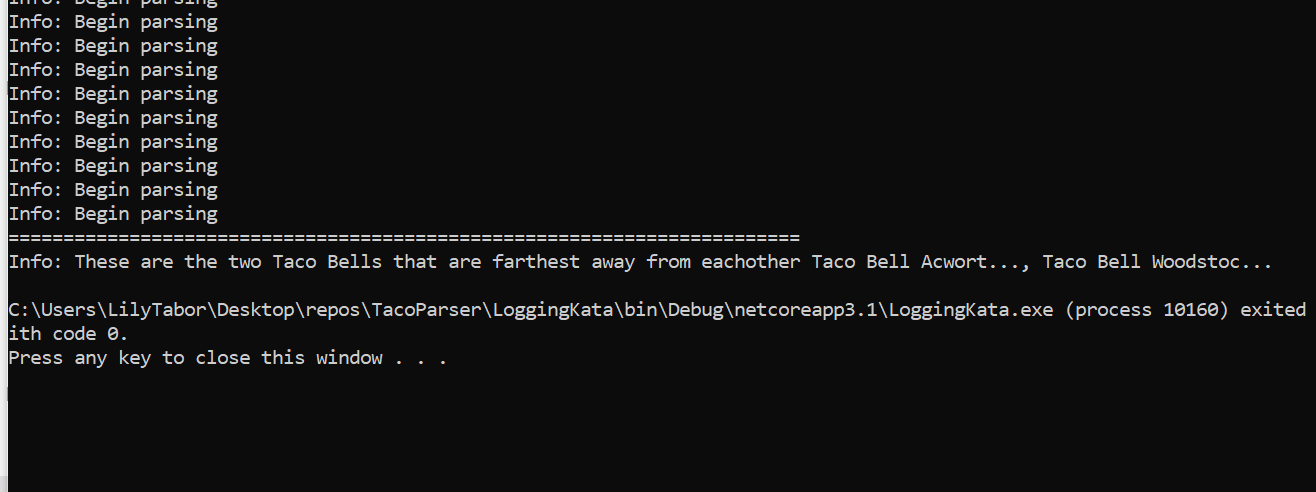 Info: Begin parsing
Info: Begin parsing
Info: Begin parsing
Info: Begin parsing
Info: Begin parsing
Info: Begin parsing
Info: Begin parsing
Info: Begin parsing
Info: Begin parsing
Info: Begin parsing
========================================================================
Info: These are the two Taco Bells that are farthest away from eachother Taco Bell Acwort..., Taco Bell Woodstoc...
C:\Users\LilyTabor\Desktop\repos\TacoParser\LoggingKata\bin\Debug\netcoreapp3.1\LoggingKata.exe (process 10160) exited
ith code 0.
Press any key to close this window . . .